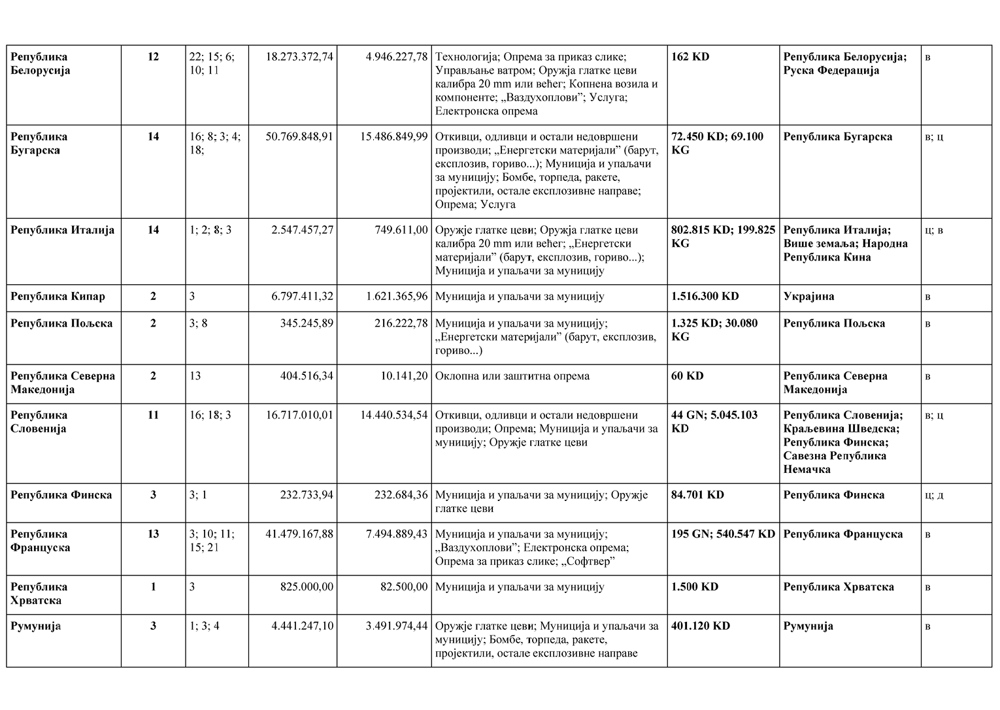 Република
Белорусија
12
22; 15; 6;
10; 11
18.273.372,74
4.946.227,78
Технологија; Опрема за приказ слике;
Управљање ватром; Оружја глатке цеви
калибра 20 mm или већег; Копнена возила и
компоненте; „Ваздухоплови”; Услуга;
Електронска опрема
162 KD
Република Белорусија;
Руска Федерација
в
Република
Бугарска
14
16; 8; 3; 4;
18;
50.769.848,91
15.486.849,99
Откивци, одливци и остали недовршени
производи; „Енергетски материјали” (барут,
експлозив, гориво...); Муниција и упаљачи
за муницију; Бомбе, торпеда, ракете,
пројектили, остале експлозивне направе;
Опрема; Услуга
72.450 KD; 69.100
KG
Република Бугарска
в; ц
Република Италија
14
1; 2; 8; 3
2.547.457,27
749.611,00
Оружје глатке цеви; Оружја глатке цеви
калибра 20 mm или већег; „Енергетски
материјали” (барут, експлозив, гориво...);
Муниција и упаљачи за муницију
802.815 KD; 199.825
KG
Република Италија;
Више земаља; Народна
Република Кина
ц; в
Република Кипар
2
3
6.797.411,32
1.621.365,96
Муниција и упаљачи за муницију
1.516.300 KD
Украјина
в
Република Пољска
2
3; 8
345.245,89
216.222,78
Муниција и упаљачи за муницију;
„Енергетски материјали” (барут, експлозив,
гориво...)
1.325 KD; 30.080
KG
Република Пољска
в
Република Северна
Македонија
2
13
404.516,34
10.141,20
Оклопна или заштитна опрема
60 KD
Република Северна
Македонија
в
Република
Словенија
11
16; 18; 3
16.717.010,01
14.440.534,54
Откивци, одливци и остали недовршени
производи; Опрема; Муниција и упаљачи за
муницију; Оружје глатке цеви
44 GN; 5.045.103
KD
Република Словенија;
Краљевина Шведска;
Република Финска;
Савезна Република
Немачка
в; ц
Република Финска
3
3; 1
232.733,94
232.684,36
Муниција и упаљачи за муницију; Оружје
глатке цеви
84.701 KD
Република Финска
ц; д
Република
Француска
13
3; 10; 11;
15; 21
41.479.167,88
7.494.889,43
Муниција и упаљачи за муницију;
„Ваздухоплови”; Електронска опрема;
Опрема за приказ слике; „Софтвер”
195 GN; 540.547 KD
Република Француска
в
Република
Хрватска
1
3
825.000,00
82.500,00
Муниција и упаљачи за муницију
1.500 KD
Република Хрватска
в
Румунија
3
1; 3; 4
4.441.247,10
3.491.974,44
Оружје глатке цеви; Муниција и упаљачи за
муницију; Бомбе, торпеда, ракете,
пројектили, остале експлозивне направе
401.120 KD
Румунија
в